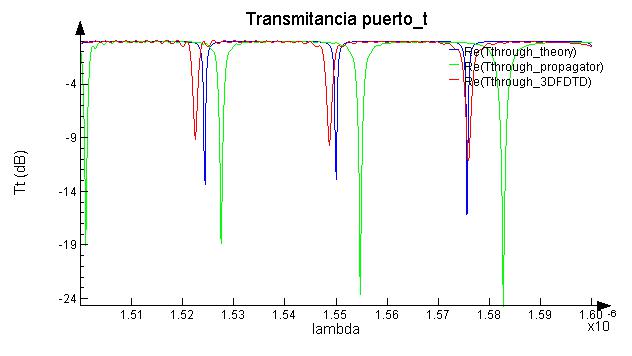 Transmitancia puerto_t
Re(Tthrough_theory)
Re(Tthrough_propagator)
Re(Tthrough_3DFDTD)
Tt (dB)
-4
-9
-14
-19
-24
1.51 1.52 1.53 1.54 1.55 1.56 1.57 1.58 1.59 1.60
lambda
x10 -6